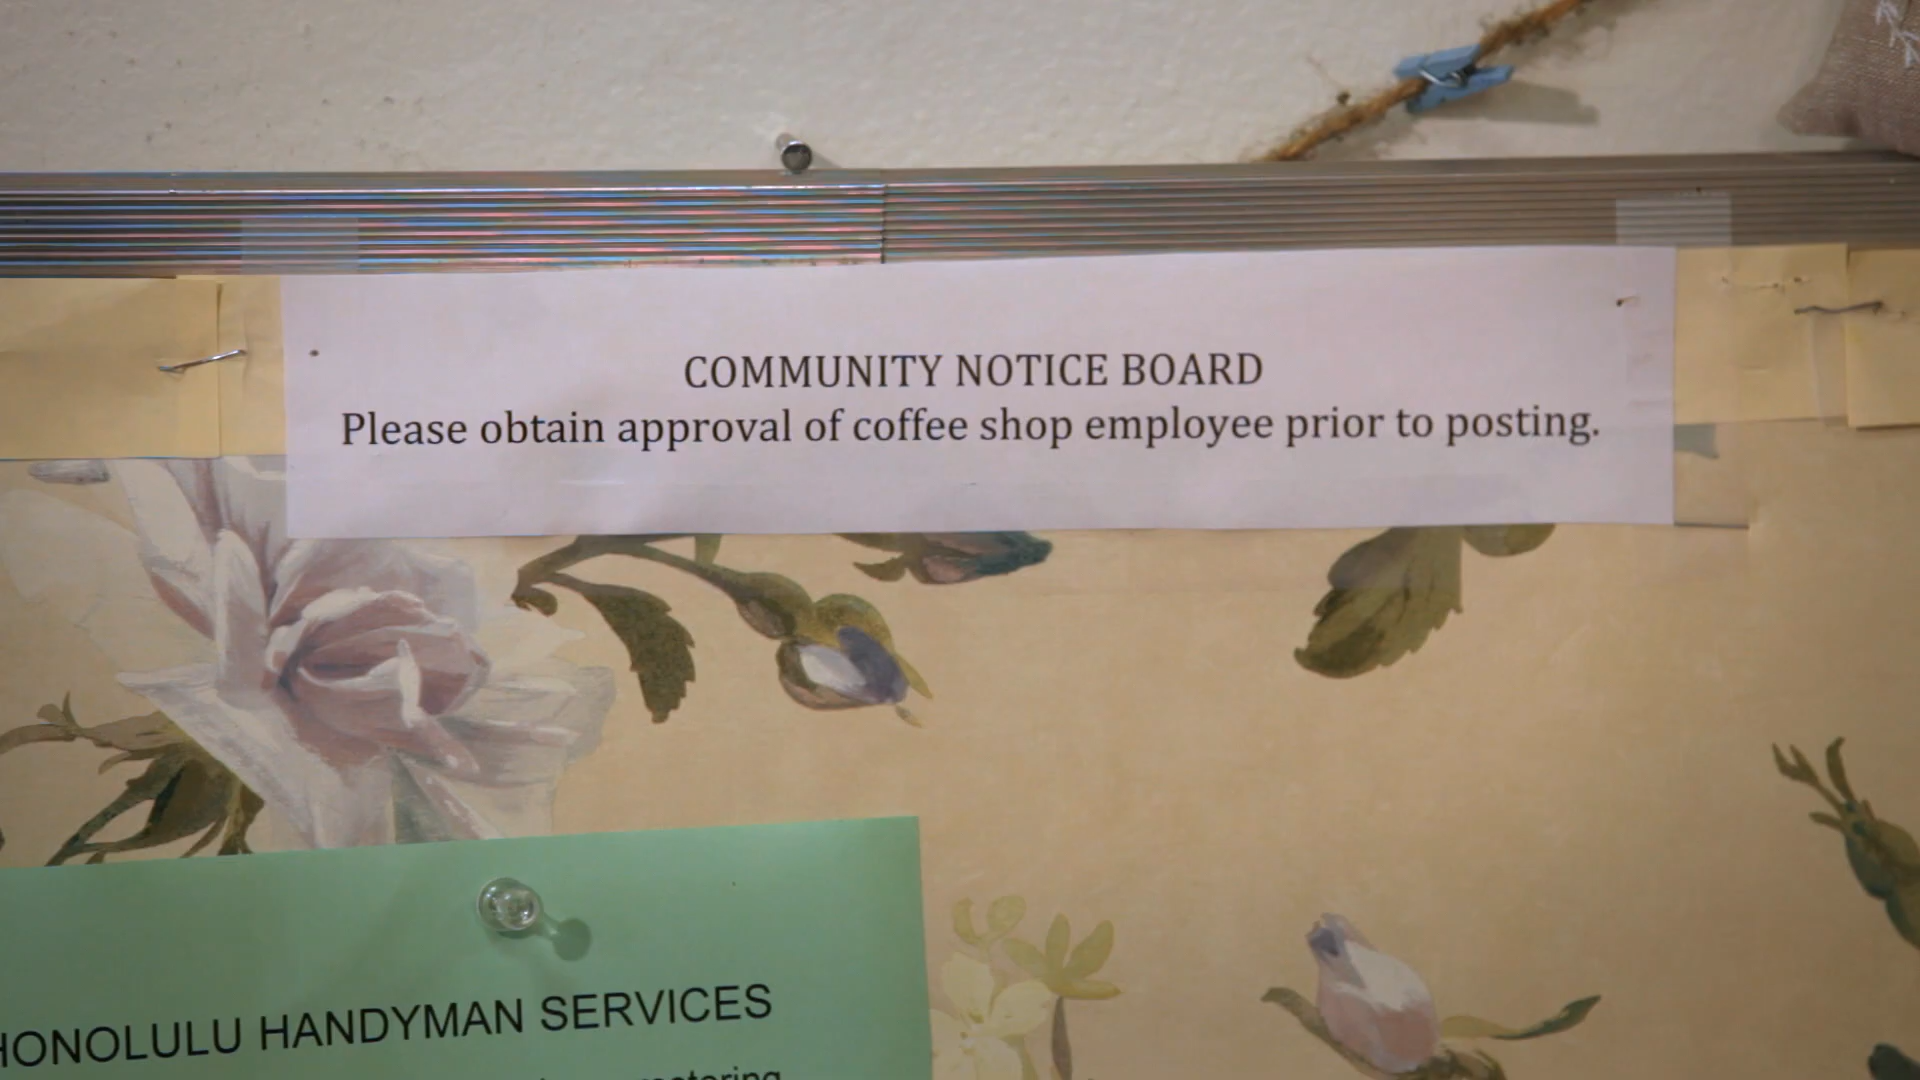 COMMUNITY NOTICE BOARD
Please obtain approval of coffee shop employee prior to posting.
HONOLULU HANDYMAN SERVICES